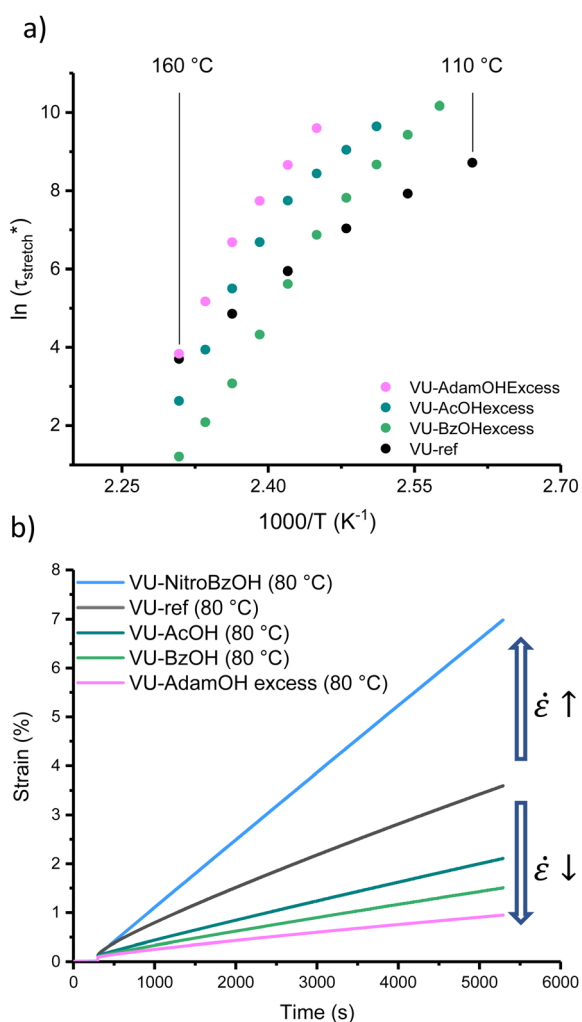 a)
160 °C
110 °C
10
8
6
4
2
ln (τstretch*)
VU-AdamOHExcess
VU-AcOHexcess
VU-BzOHexcess
VU-ref
2.25
2.40
2.55
2.70
1000/T (K-1)
b)
8
7
6
5
4
3
2
1
0
Strain (%)
VU-NitroBzOH (80 °C)
VU-ref (80 °C)
VU-AcOH (80 °C)
VU-BzOH (80 °C)
VU-AdamOH excess (80 °C)
ε̇ ↑
ε̇ ↓
0
1000
2000
3000
4000
5000
6000
Time (s)